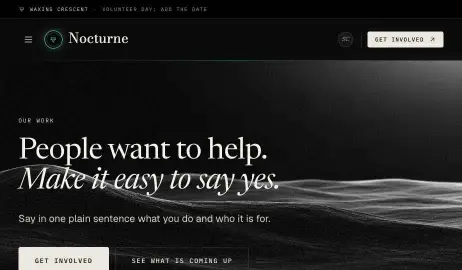 WAXING CRESCENT · VOLUNTEER DAY: ADD THE DATE
Nocturne
GET INVOLVED ↗
OUR WORK
People want to help.
Make it easy to say yes.
Say in one plain sentence what you do and who it is for.
GET INVOLVED
SEE WHAT IS COMING UP